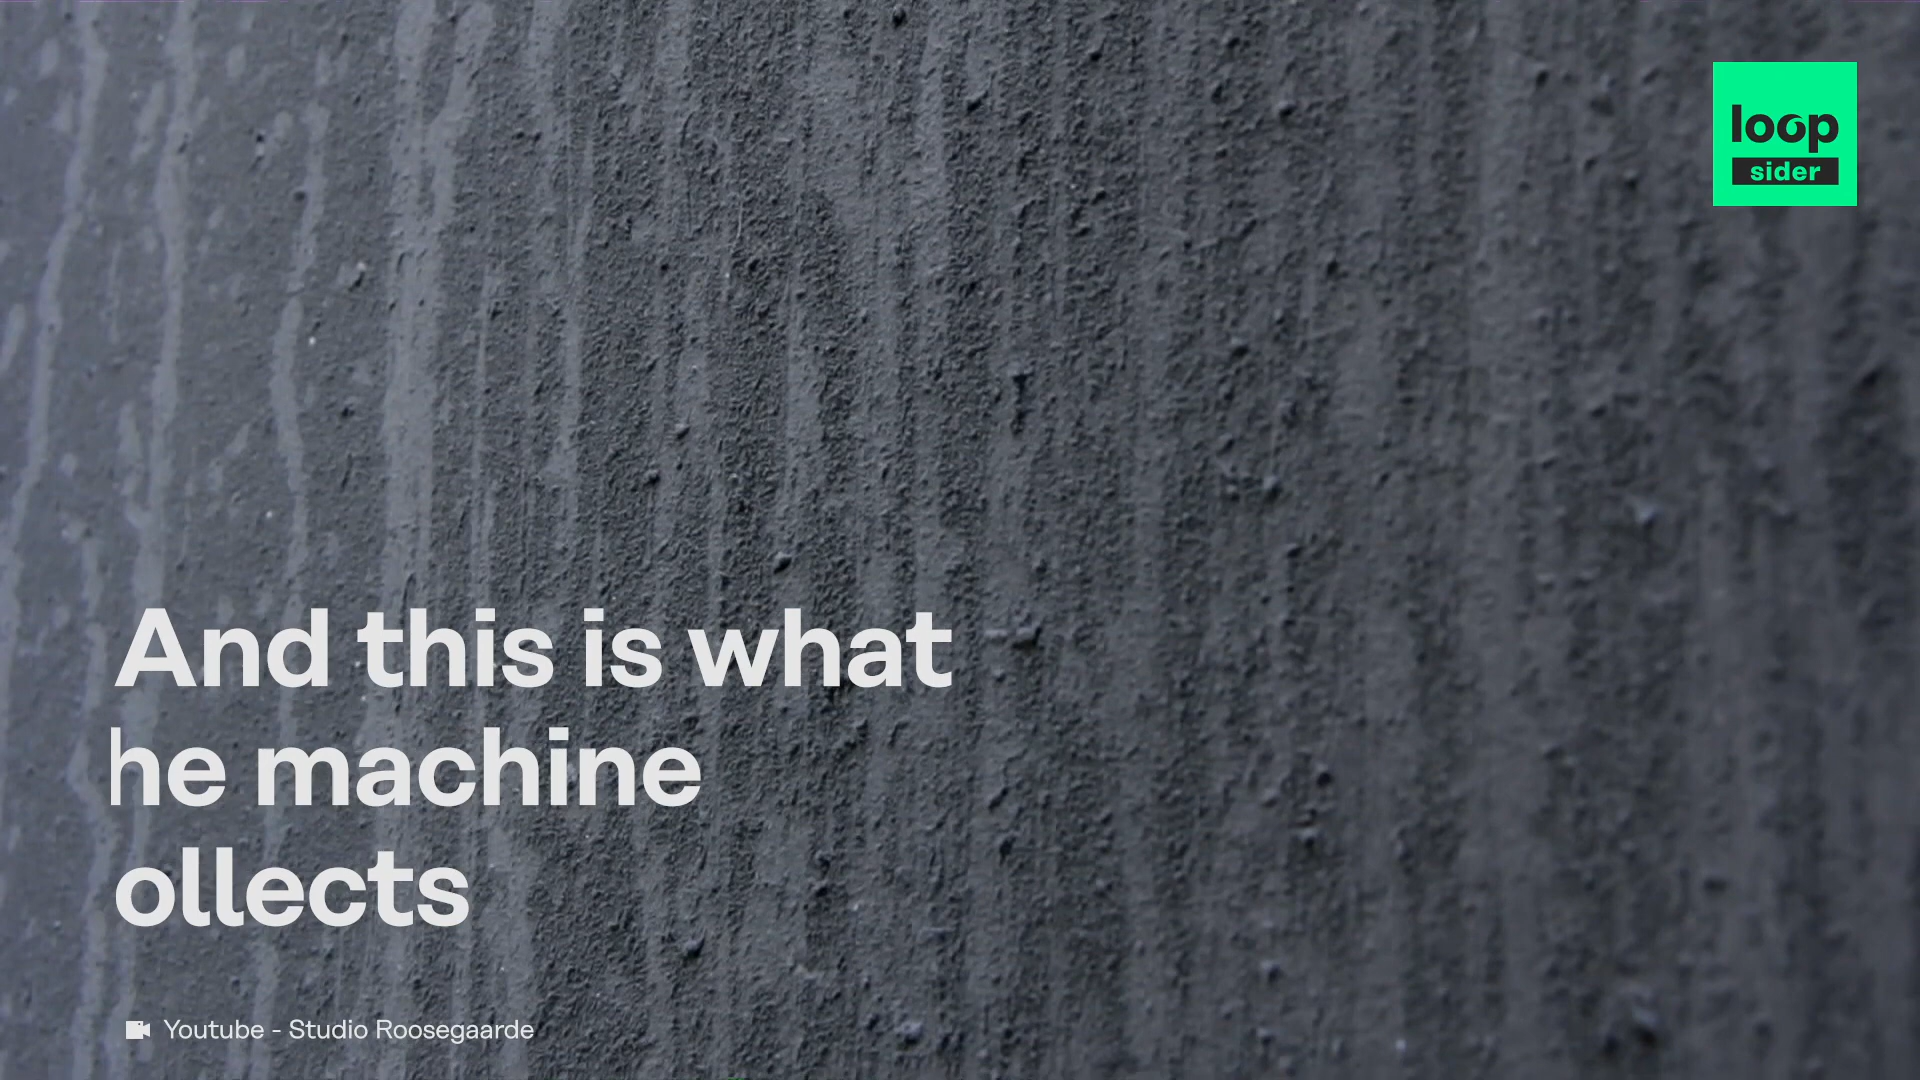 loop
sider
And this is what
he machine
ollects
Youtube - Studio Roosegaarde